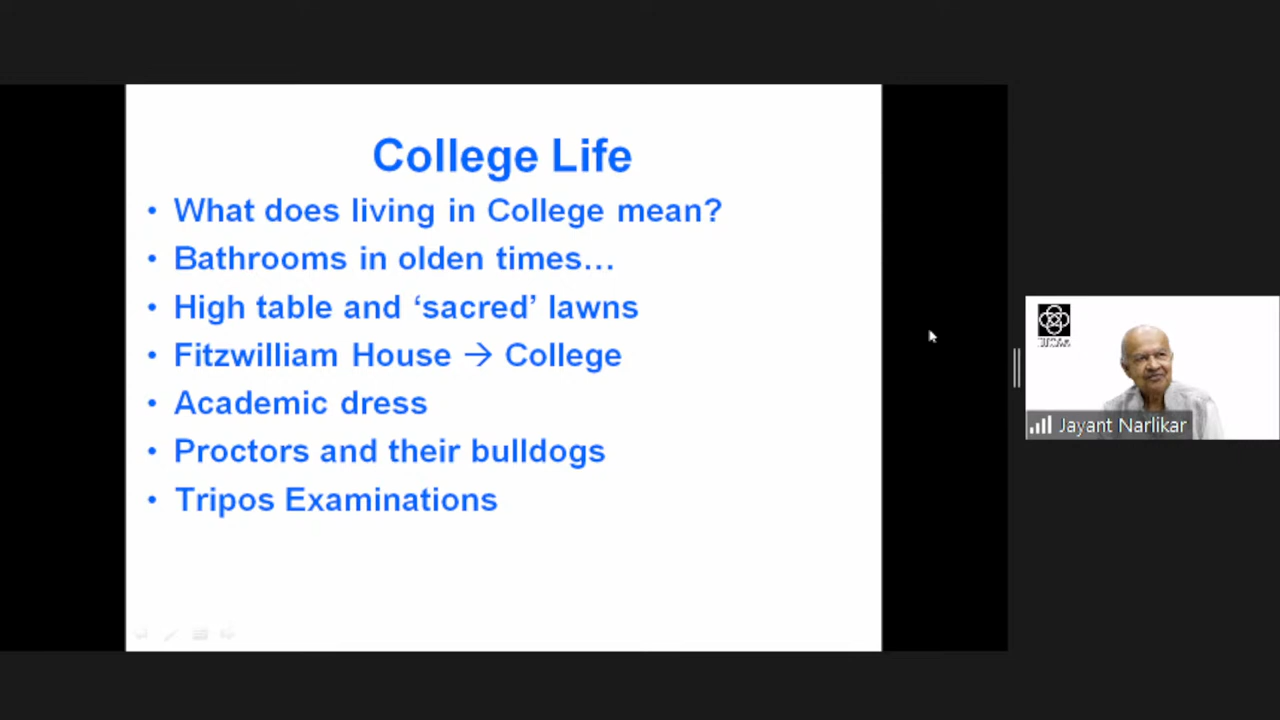 College Life
• What does living in College mean?
• Bathrooms in olden times…
• High table and ‘sacred’ lawns
• Fitzwilliam House → College
• Academic dress
• Proctors and their bulldogs
• Tripos Examinations
Jayant Narlikar